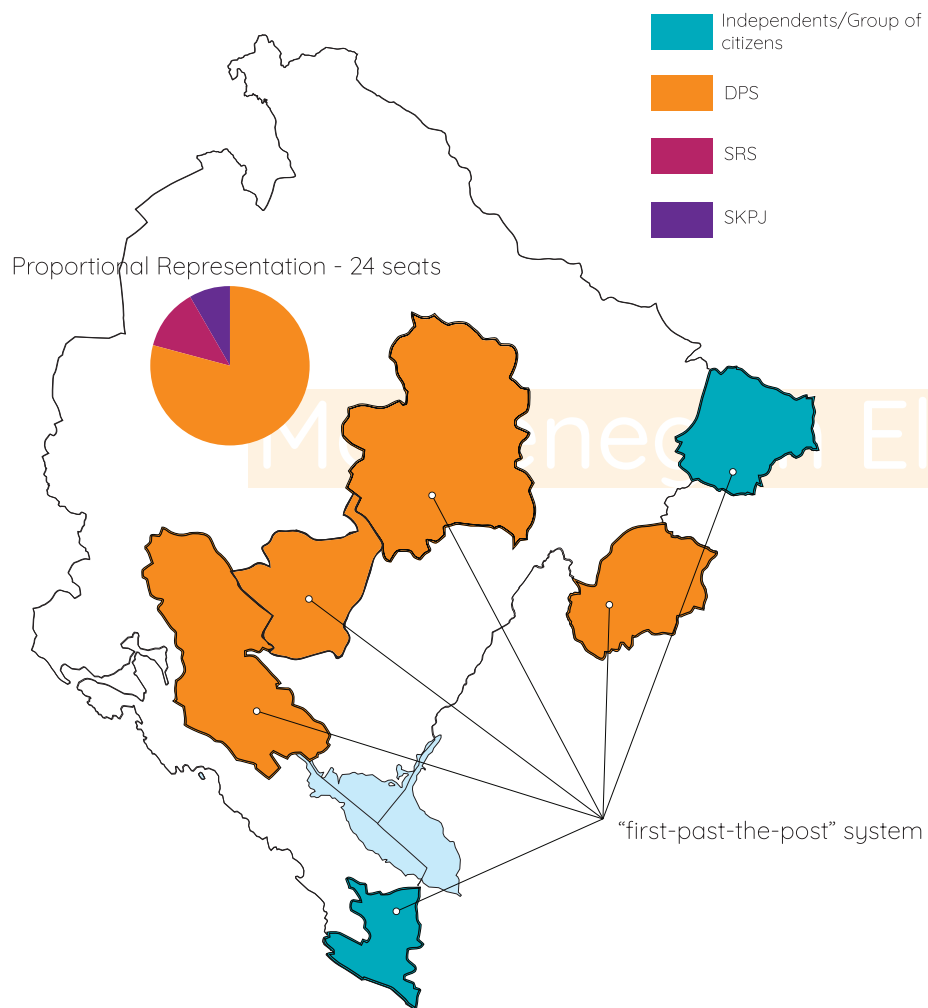 Independents/Group of
citizens
DPS
SRS
SKPJ
Proportional Representation - 24 seats
"first-past-the-post" system